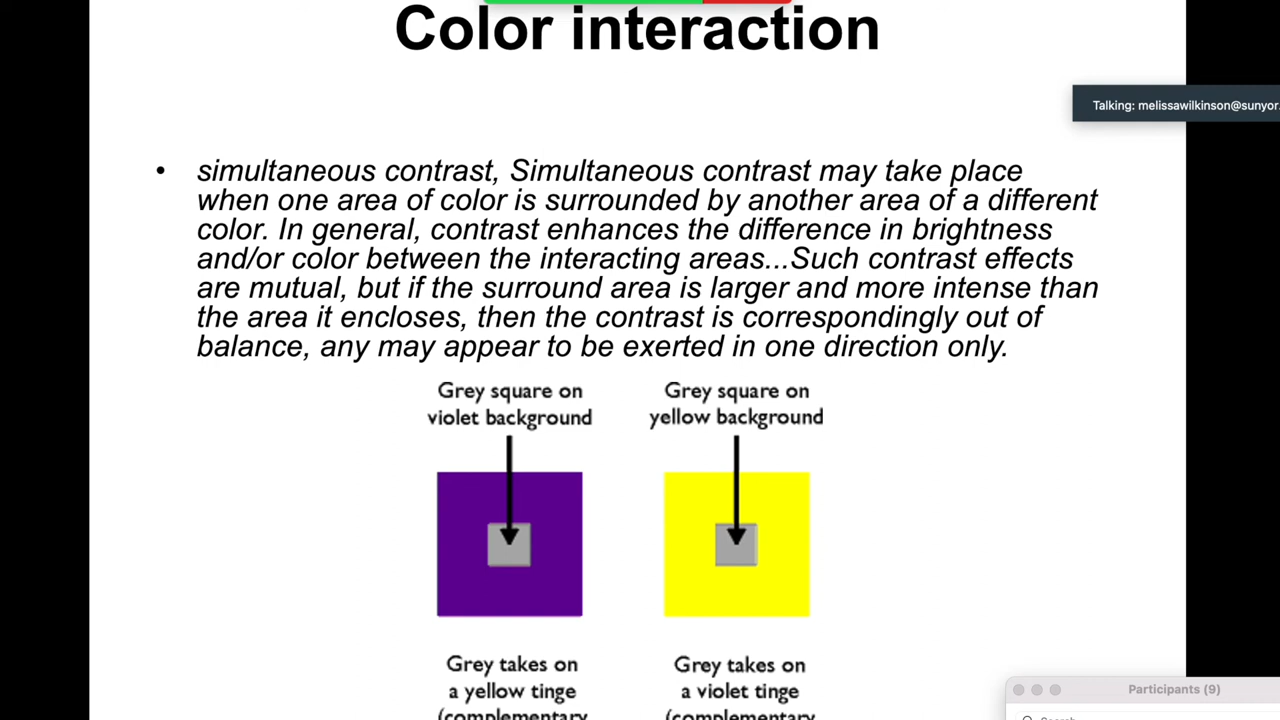 Color interaction
Talking: melissawilkinson@sunyor
• simultaneous contrast, Simultaneous contrast may take place
when one area of color is surrounded by another area of a different
color. In general, contrast enhances the difference in brightness
and/or color between the interacting areas...Such contrast effects
are mutual, but if the surround area is larger and more intense than
the area it encloses, then the contrast is correspondingly out of
balance, any may appear to be exerted in one direction only.
Grey square on
violet background
Grey square on
yellow background
Grey takes on
a yellow tinge
(complementary
Grey takes on
a violet tinge
(complementary
Participants (9)
Search